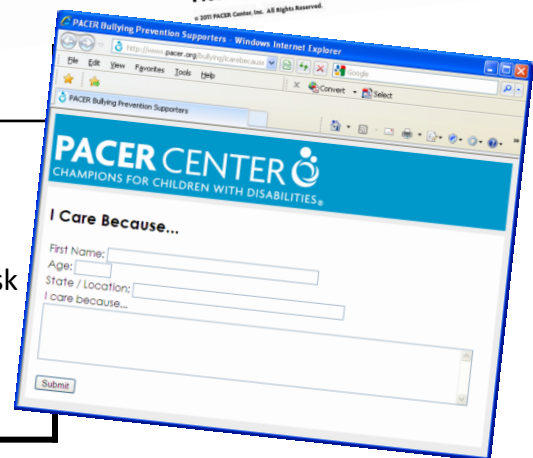 © 2011 PACER Center, Inc. All Rights Reserved.
PACER Bullying Prevention Supporters - Windows Internet Explorer
http://www.pacer.org/bullying/icarebecause
Google
File Edit View Favorites Tools Help
Convert Select
PACER Bullying Prevention Supporters
PACER CENTER
CHAMPIONS FOR CHILDREN WITH DISABILITIES®
I Care Because...
First Name:
Age:
State / Location:
I care because...
Submit